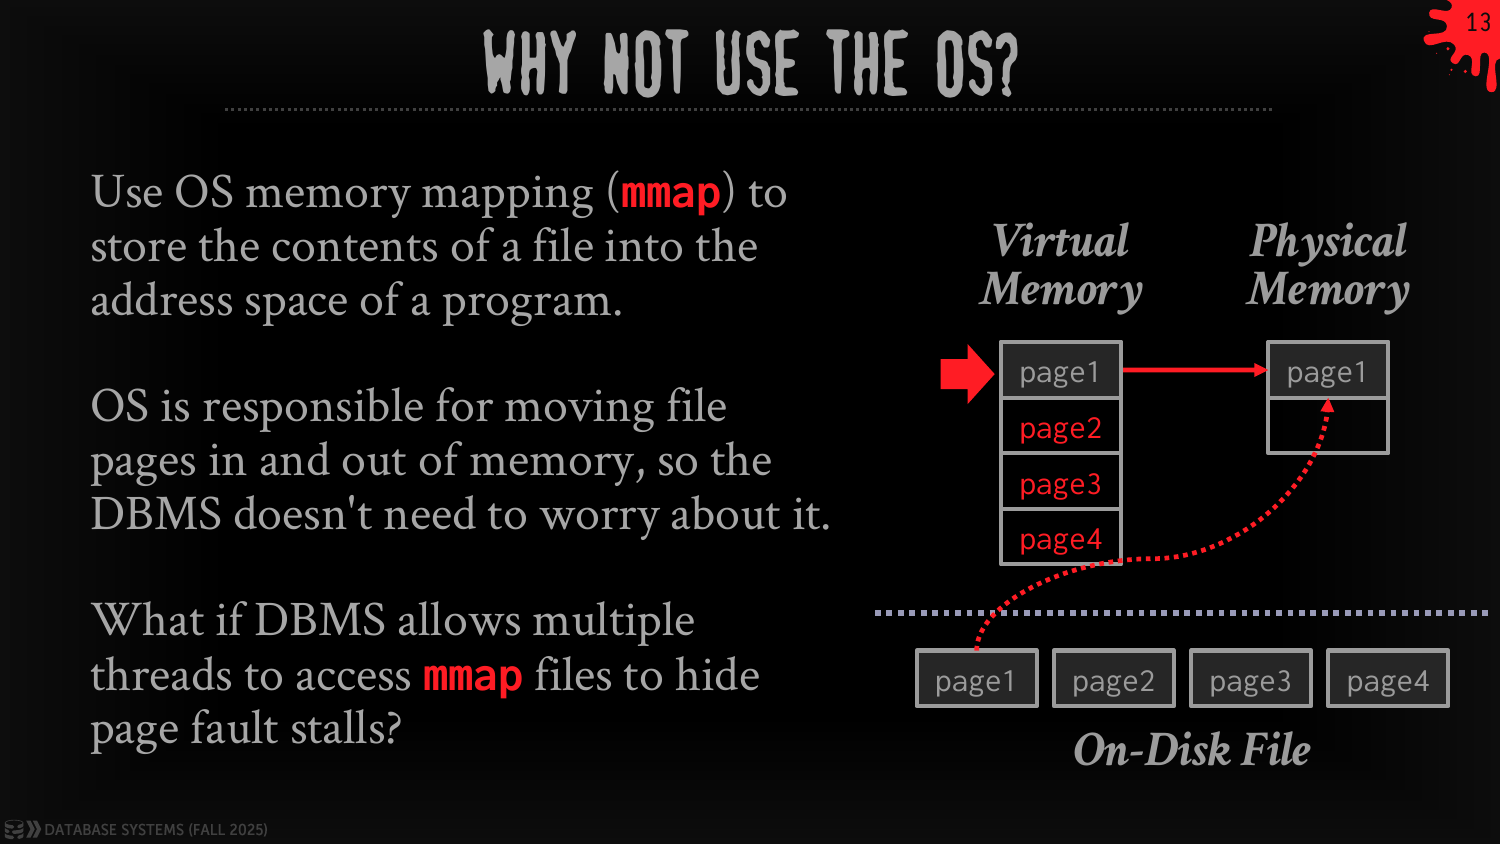 13
WHY NOT USE THE OS?
Use OS memory mapping (mmap) to
store the contents of a file into the
address space of a program.
OS is responsible for moving file
pages in and out of memory, so the
DBMS doesn't need to worry about it.
What if DBMS allows multiple
threads to access mmap files to hide
page fault stalls?
Virtual
Memory
page1
page2
page3
page4
Physical
Memory
page1
page1 page2 page3 page4
On-Disk File
DATABASE SYSTEMS (FALL 2025)